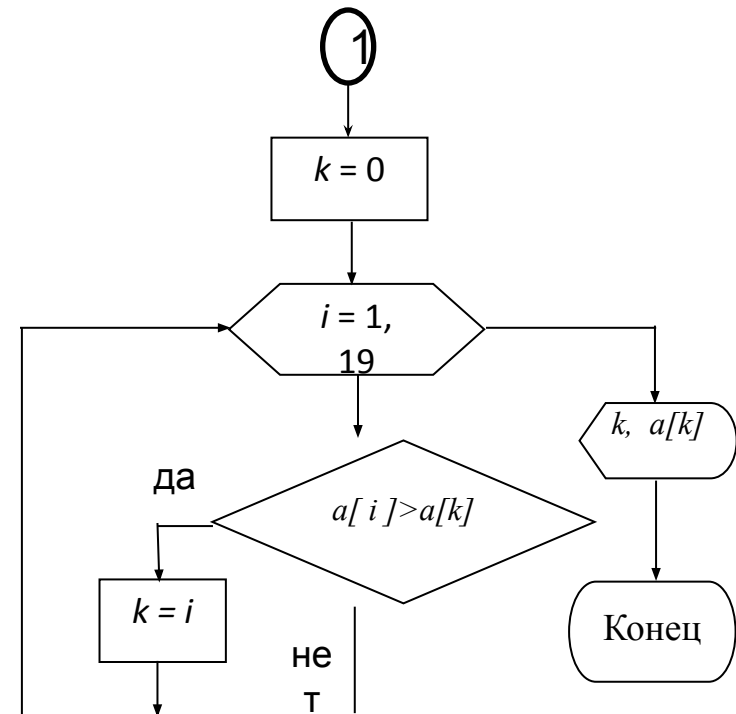 1
k = 0
i = 1,
19
k, a[k]
да
a[ i ]>a[k]
k = i
Конец
не
т